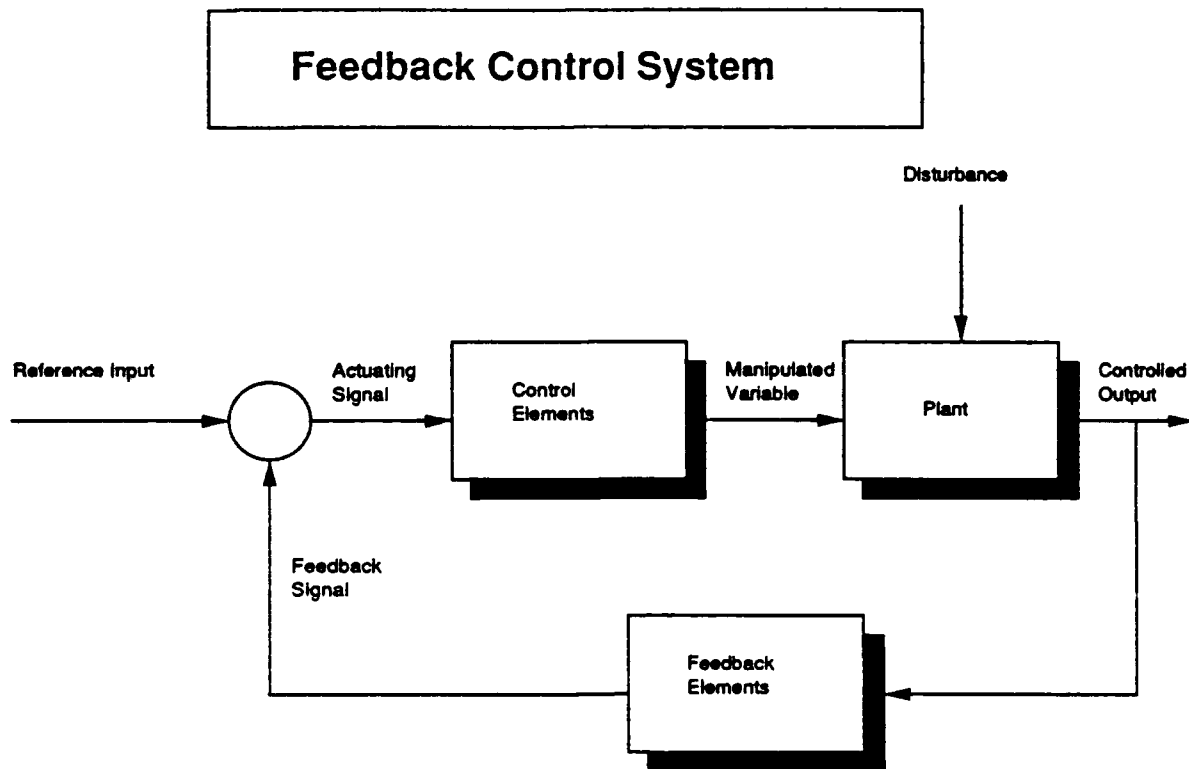 Feedback Control System
Disturbance
Reference Input
Actuating
Signal
Control
Elements
Manipulated
Variable
Plant
Controlled
Output
Feedback
Signal
Feedback
Elements